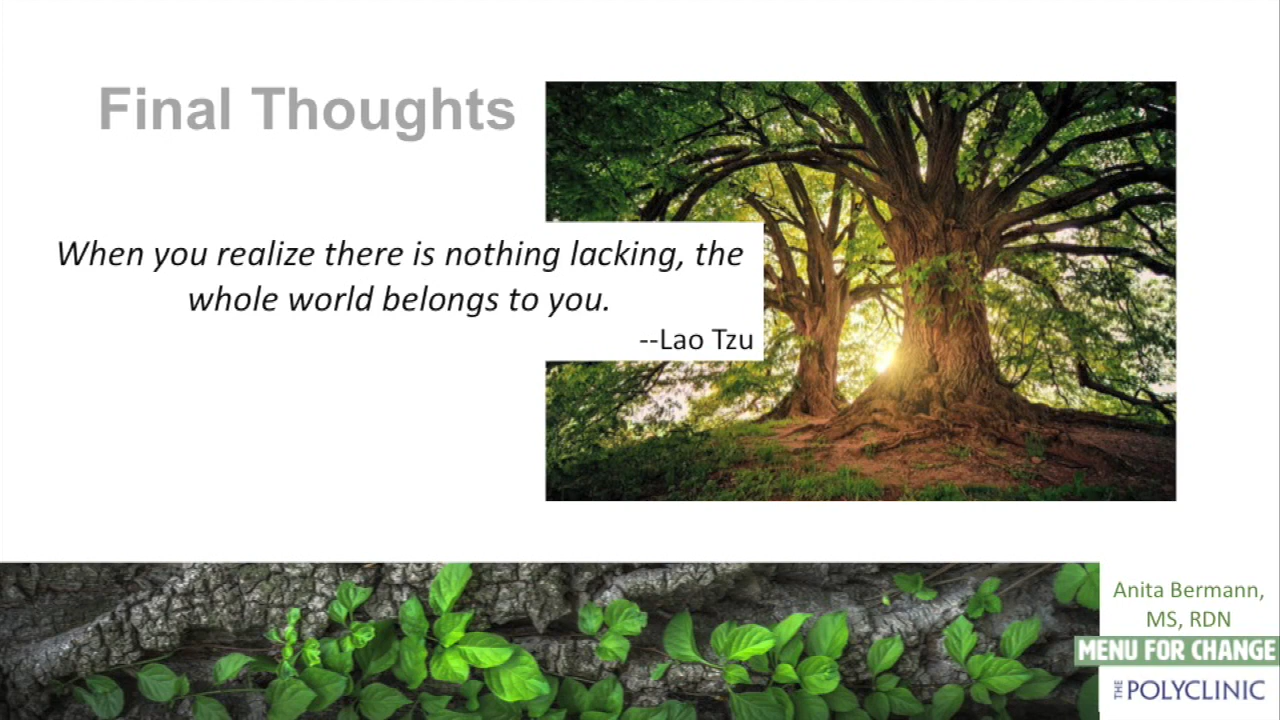 Final Thoughts
When you realize there is nothing lacking, the
whole world belongs to you.
--Lao Tzu
Anita Bermann,
MS, RDN
MENU FOR CHANGE
THE POLYCLINIC